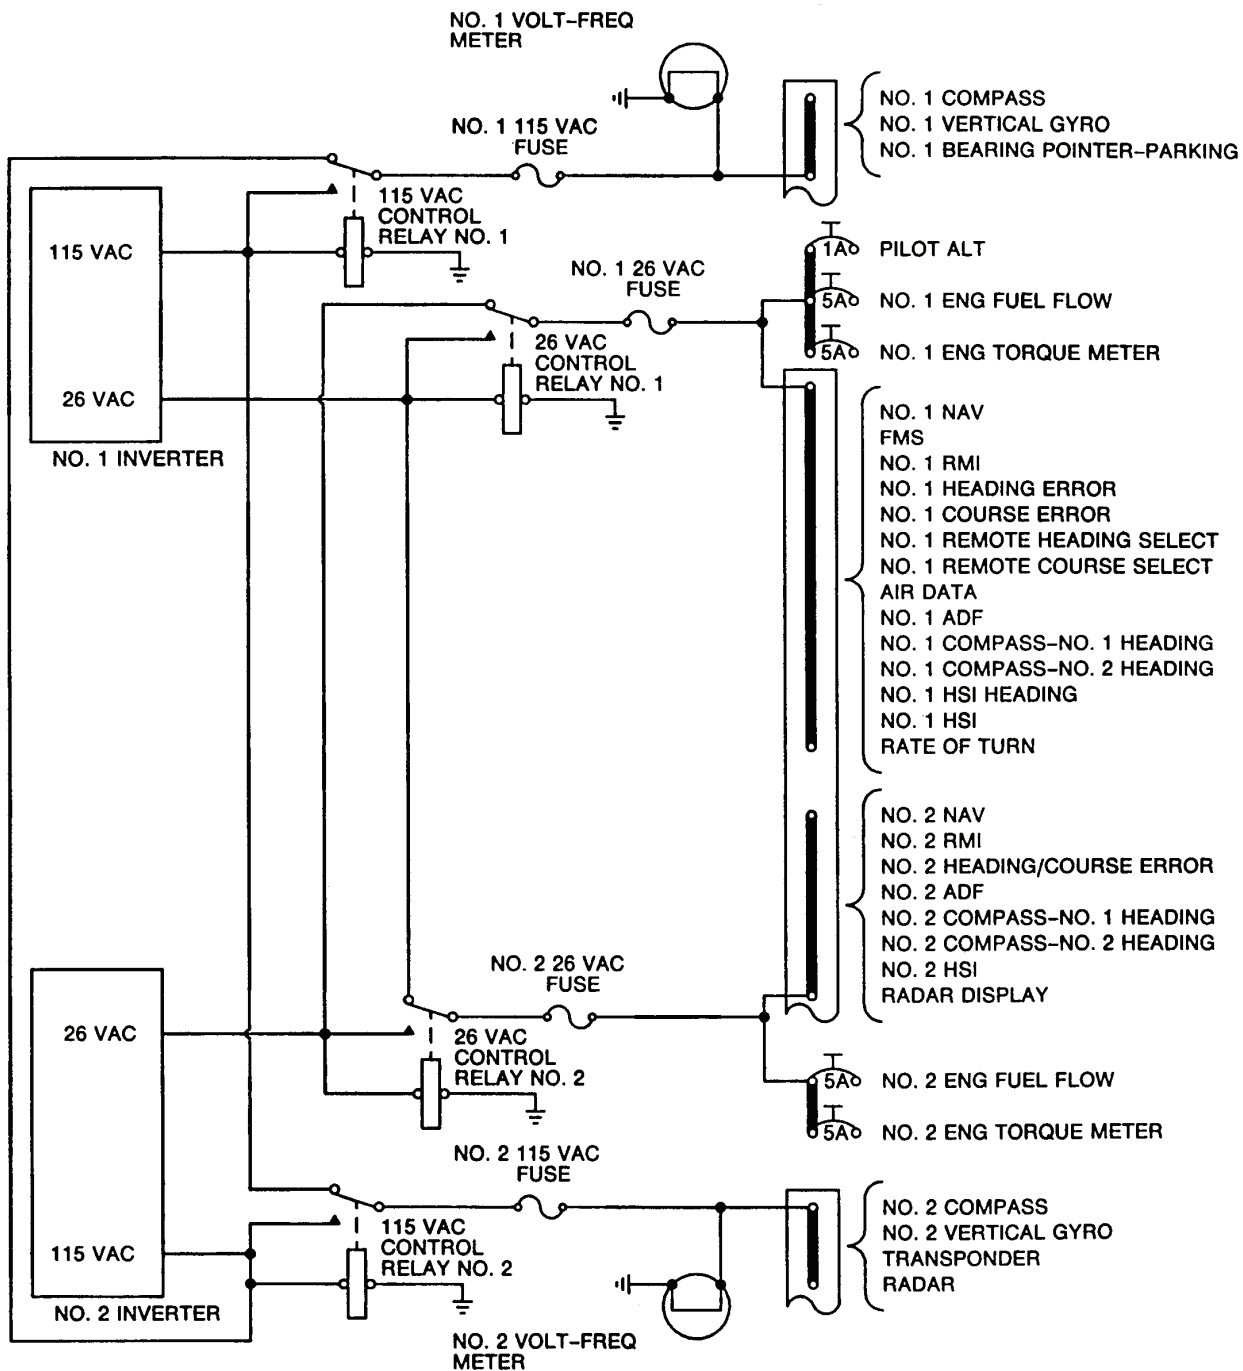 NO. 1 VOLT-FREQ
METER
NO. 1 115 VAC
FUSE
NO. 1 COMPASS
NO. 1 VERTICAL GYRO
NO. 1 BEARING POINTER-PARKING
115 VAC
CONTROL
RELAY NO. 1
115 VAC
26 VAC
NO. 1 INVERTER
NO. 1 26 VAC
FUSE
26 VAC
CONTROL
RELAY NO. 1
1A PILOT ALT
5A NO. 1 ENG FUEL FLOW
5A NO. 1 ENG TORQUE METER
NO. 1 NAV
FMS
NO. 1 RMI
NO. 1 HEADING ERROR
NO. 1 COURSE ERROR
NO. 1 REMOTE HEADING SELECT
NO. 1 REMOTE COURSE SELECT
AIR DATA
NO. 1 ADF
NO. 1 COMPASS-NO. 1 HEADING
NO. 1 COMPASS-NO. 2 HEADING
NO. 1 HSI HEADING
NO. 1 HSI
RATE OF TURN
NO. 2 NAV
NO. 2 RMI
NO. 2 HEADING/COURSE ERROR
NO. 2 ADF
NO. 2 COMPASS-NO. 1 HEADING
NO. 2 COMPASS-NO. 2 HEADING
NO. 2 HSI
RADAR DISPLAY
NO. 2 26 VAC
FUSE
26 VAC
CONTROL
RELAY NO. 2
26 VAC
115 VAC
NO. 2 INVERTER
5A NO. 2 ENG FUEL FLOW
5A NO. 2 ENG TORQUE METER
NO. 2 115 VAC
FUSE
115 VAC
CONTROL
RELAY NO. 2
NO. 2 COMPASS
NO. 2 VERTICAL GYRO
TRANSPONDER
RADAR
NO. 2 VOLT-FREQ
METER